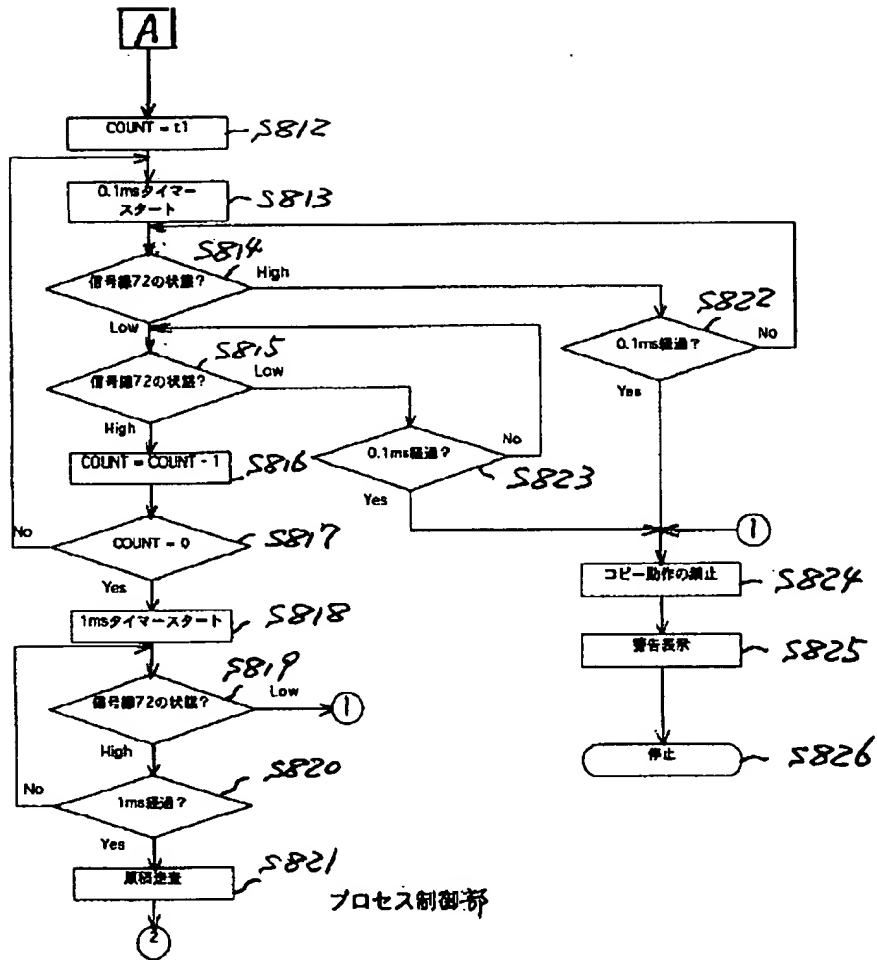 A
COUNT = t1
S812
0.1msタイマー
スタート
S813
S814
信号線72の状態?
High
Low
S822
0.1ms経過?
No
Yes
S815
信号線72の状態?
Low
High
0.1ms経過?
No
Yes
S823
COUNT = COUNT - 1
S816
COUNT = 0
No
Yes
S817
1
コピー動作の禁止
S824
1msタイマースタート
S818
警告表示
S825
S819
信号線72の状態?
Low
1
High
停止
S826
S820
1ms経過?
No
Yes
S821
原稿走査
プロセス制御部
2